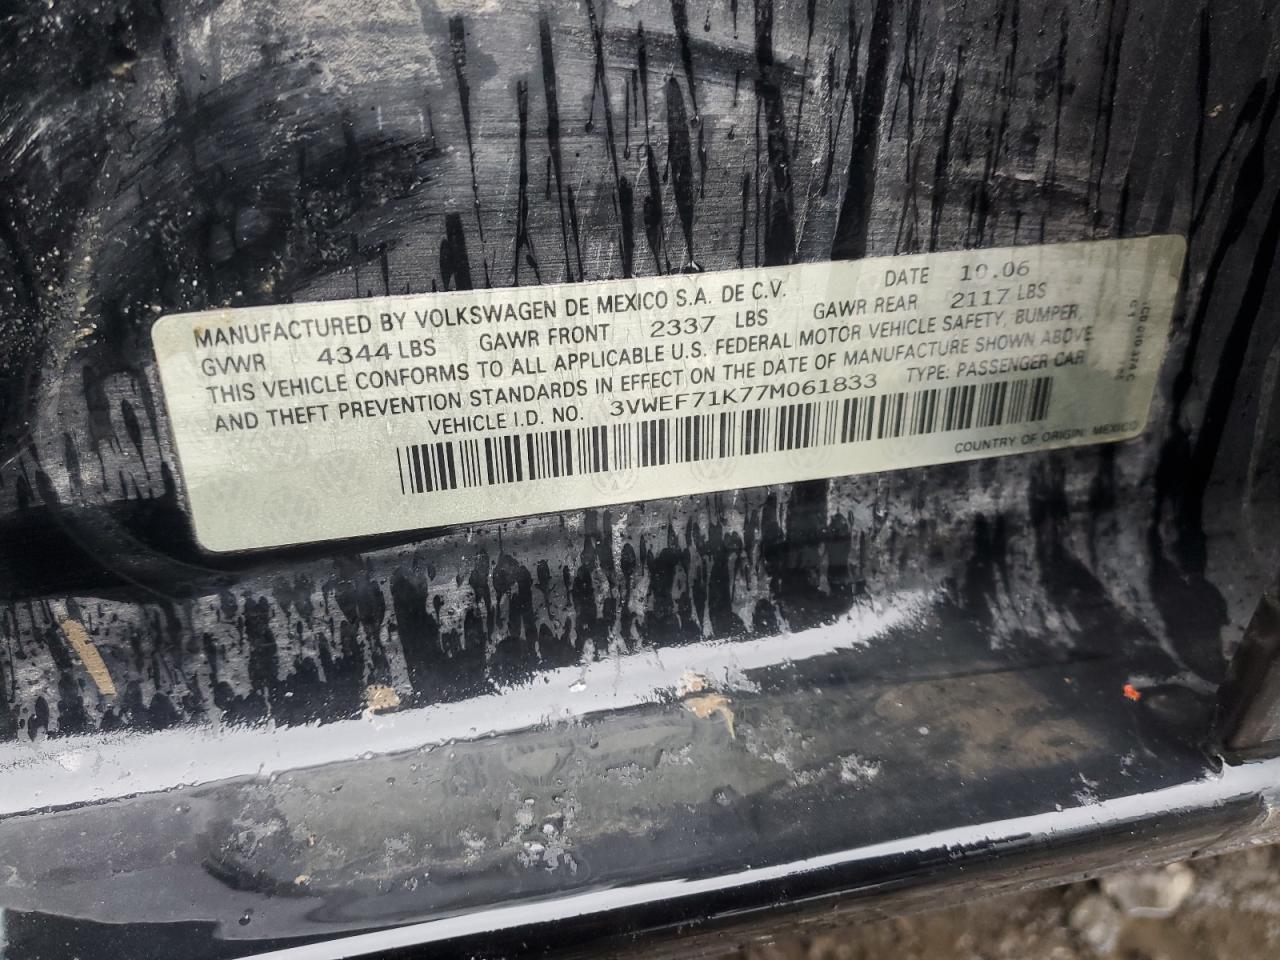 MANUFACTURED BY VOLKSWAGEN DE MEXICO S.A. DE C.V. DATE 10.06
GVWR 4344 LBS GAWR FRONT 2337 LBS GAWR REAR 2117 LBS
THIS VEHICLE CONFORMS TO ALL APPLICABLE U.S. FEDERAL MOTOR VEHICLE SAFETY, BUMPER,
AND THEFT PREVENTION STANDARDS IN EFFECT ON THE DATE OF MANUFACTURE SHOWN ABOVE
VEHICLE I.D. NO. 3VWEF71K77M061833 TYPE: PASSENGER CAR
COUNTRY OF ORIGIN: MEXICO